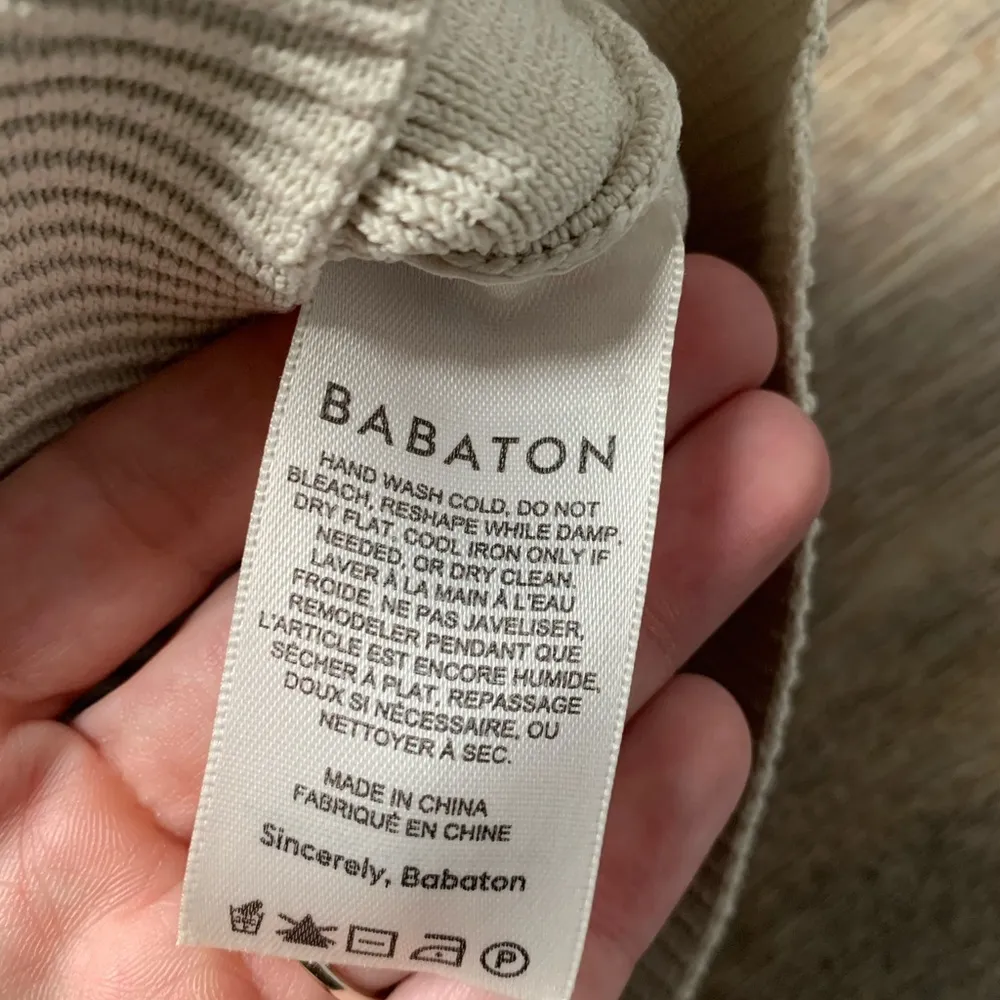 BABATON
HAND WASH COLD, DO NOT
BLEACH, RESHAPE WHILE DAMP,
DRY FLAT, COOL IRON ONLY IF
NEEDED, OR DRY CLEAN.
LAVER À LA MAIN À L'EAU
FROIDE, NE PAS JAVELISER,
REMODELER PENDANT QUE
L'ARTICLE EST ENCORE HUMIDE,
SÉCHER À PLAT, REPASSAGE
DOUX SI NÉCESSAIRE, OU
NETTOYER À SEC.
MADE IN CHINA
FABRIQUÉ EN CHINE
Sincerely, Babaton
P